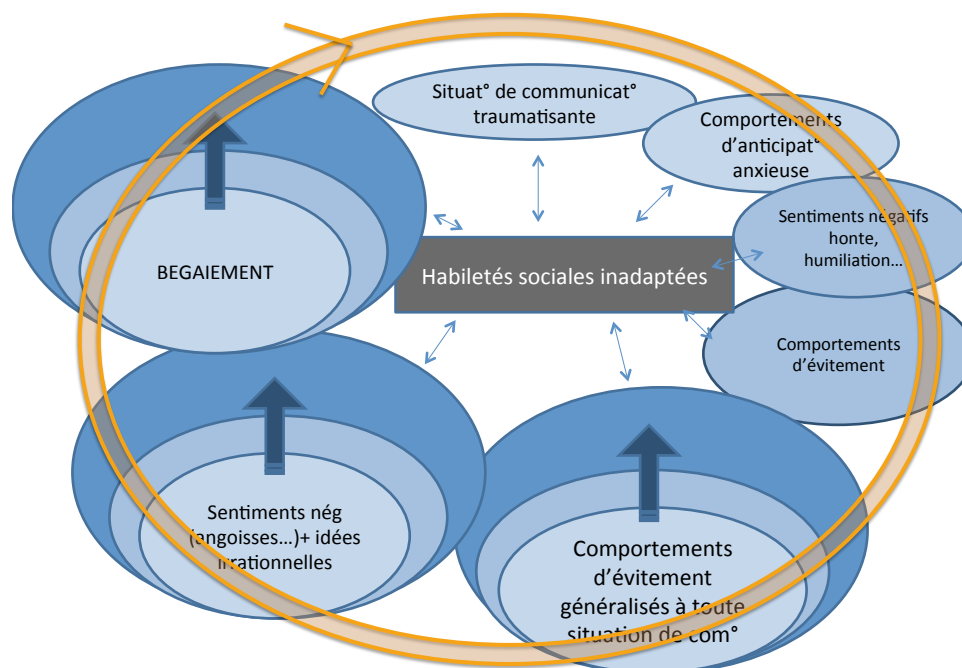 Situat° de communicat°
traumatisante
Comportements
d'anticipat°
anxieuse
Sentiments négatifs
honte,
humiliation...
Comportements
d'évitement
Comportements
d'évitement
généralisés à toute
situation de com°
Sentiments nég
(angoisses...)+ idées
irrationnelles
BEGAIEMENT
Habiletés sociales inadaptées